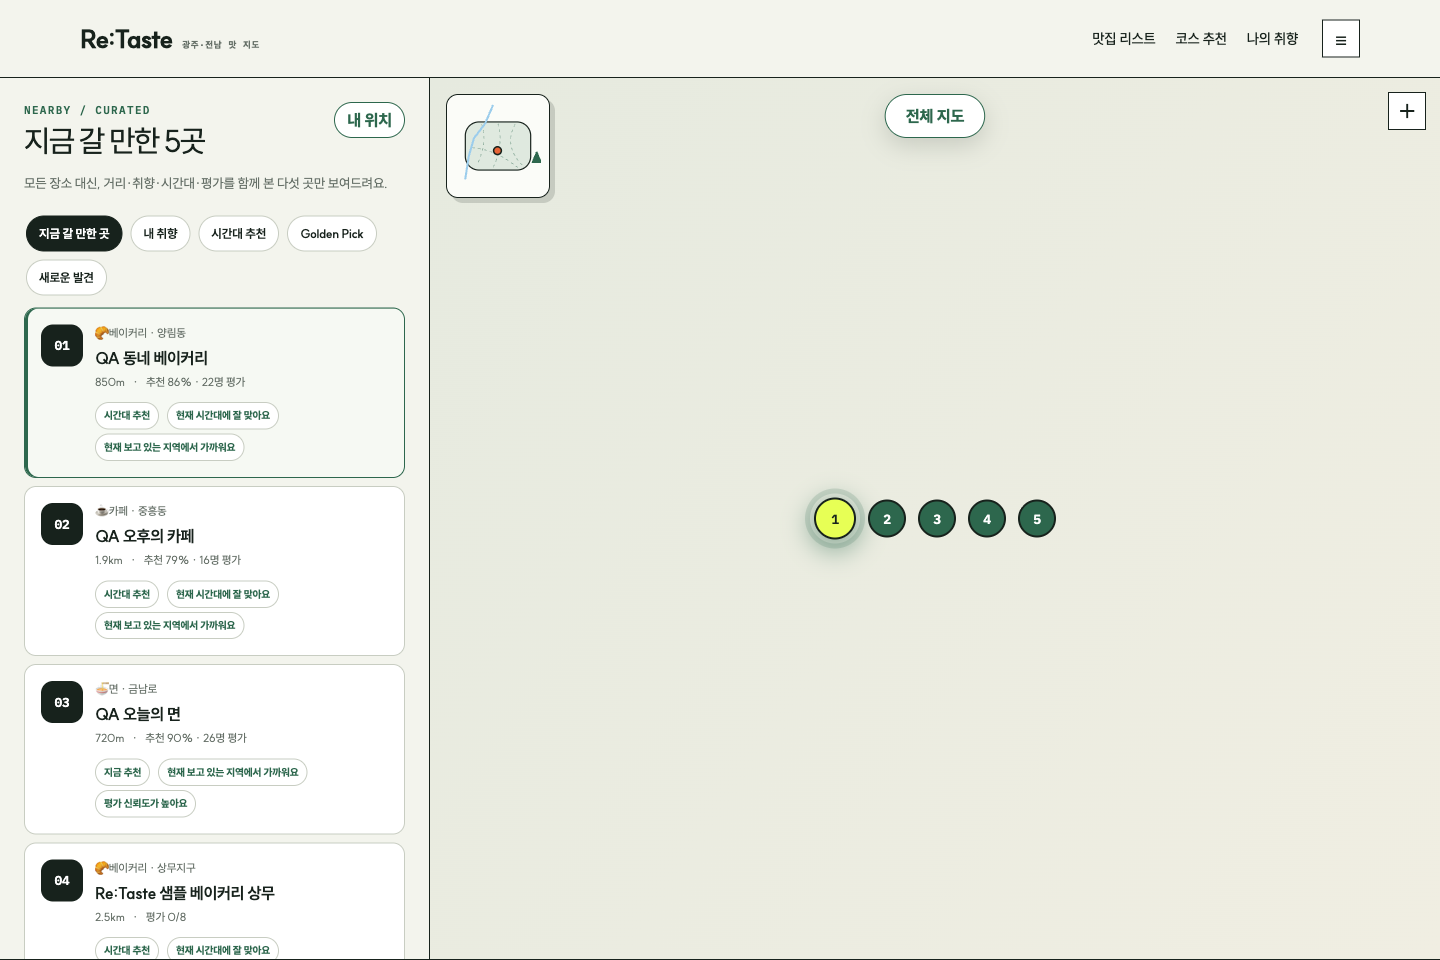 Re:Taste 광주·전남 맛 지도
맛집 리스트 코스 추천 나의 취향
NEARBY / CURATED
지금 갈 만한 5곳
내 위치
모든 장소 대신, 거리·취향·시간대·평가를 함께 본 다섯 곳만 보여드려요.
지금 갈 만한 곳 내 취향 시간대 추천 Golden Pick
새로운 발견
01
베이커리 · 양림동
QA 동네 베이커리
850m · 추천 86% · 22명 평가
시간대 추천 현재 시간대에 잘 맞아요
현재 보고 있는 지역에서 가까워요
02
카페 · 중흥동
QA 오후의 카페
1.9km · 추천 79% · 16명 평가
시간대 추천 현재 시간대에 잘 맞아요
현재 보고 있는 지역에서 가까워요
03
면 · 금남로
QA 오늘의 면
720m · 추천 90% · 26명 평가
지금 추천 현재 보고 있는 지역에서 가까워요
평가 신뢰도가 높아요
04
베이커리 · 상무지구
Re:Taste 샘플 베이커리 상무
2.5km · 평가 0/8
시간대 추천 현재 시간대에 잘 맞아요
전체 지도
+
1 2 3 4 5